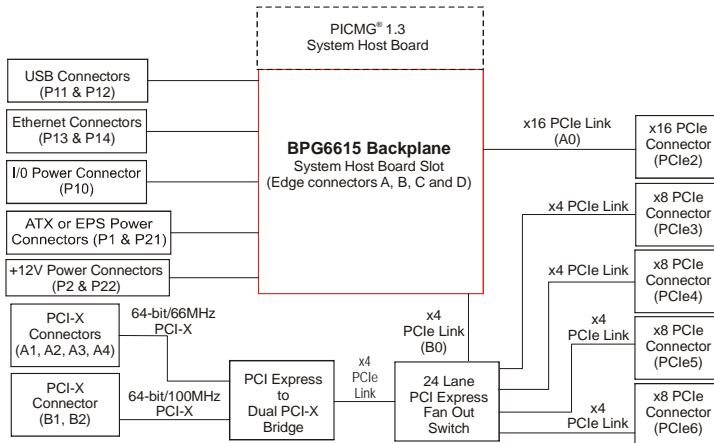 PICMG® 1.3
System Host Board
USB Connectors
(P11 & P12)
Ethernet Connectors
(P13 & P14)
I/0 Power Connector
(P10)
ATX or EPS Power
Connectors (P1 & P21)
+12V Power Connectors
(P2 & P22)
BPG6615 Backplane
System Host Board Slot
(Edge connectors A, B, C and D)
x16 PCIe Link
(A0)
x16 PCIe
Connector
(PCIe2)
x4 PCIe Link
x8 PCIe
Connector
(PCIe3)
x4 PCIe Link
x8 PCIe
Connector
(PCIe4)
x4
PCIe Link
x8 PCIe
Connector
(PCIe5)
x4
PCIe Link
x8 PCIe
Connector
(PCIe6)
PCI-X
Connectors
(A1, A2, A3, A4)
64-bit/66MHz
PCI-X
PCI-X
Connector
(B1, B2)
64-bit/100MHz
PCI-X
PCI Express
to
Dual PCI-X
Bridge
x4
PCIe
Link
x4
PCIe Link
(B0)
24 Lane
PCI Express
Fan Out
Switch